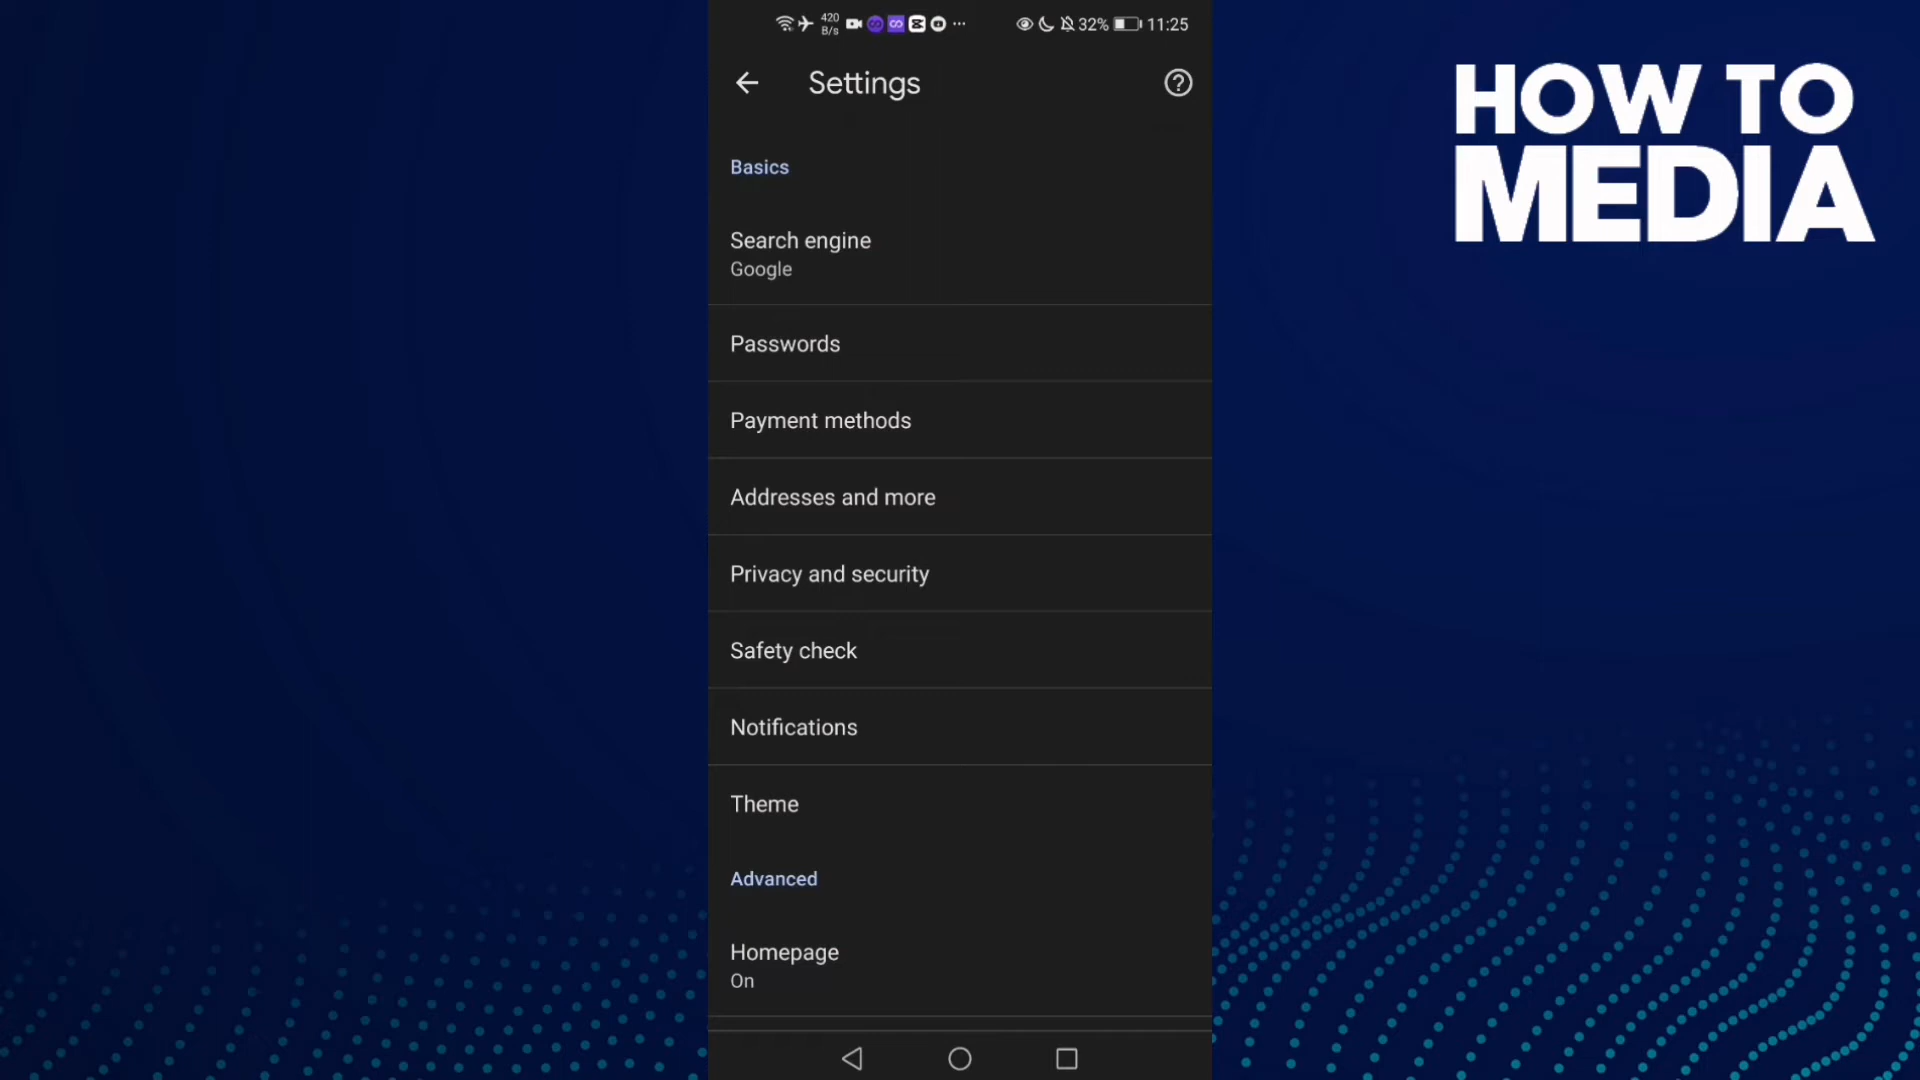 420
B/s
32% 11:25
Settings
HOW TO
MEDIA
Basics
Search engine
Google
Passwords
Payment methods
Addresses and more
Privacy and security
Safety check
Notifications
Theme
Advanced
Homepage
On